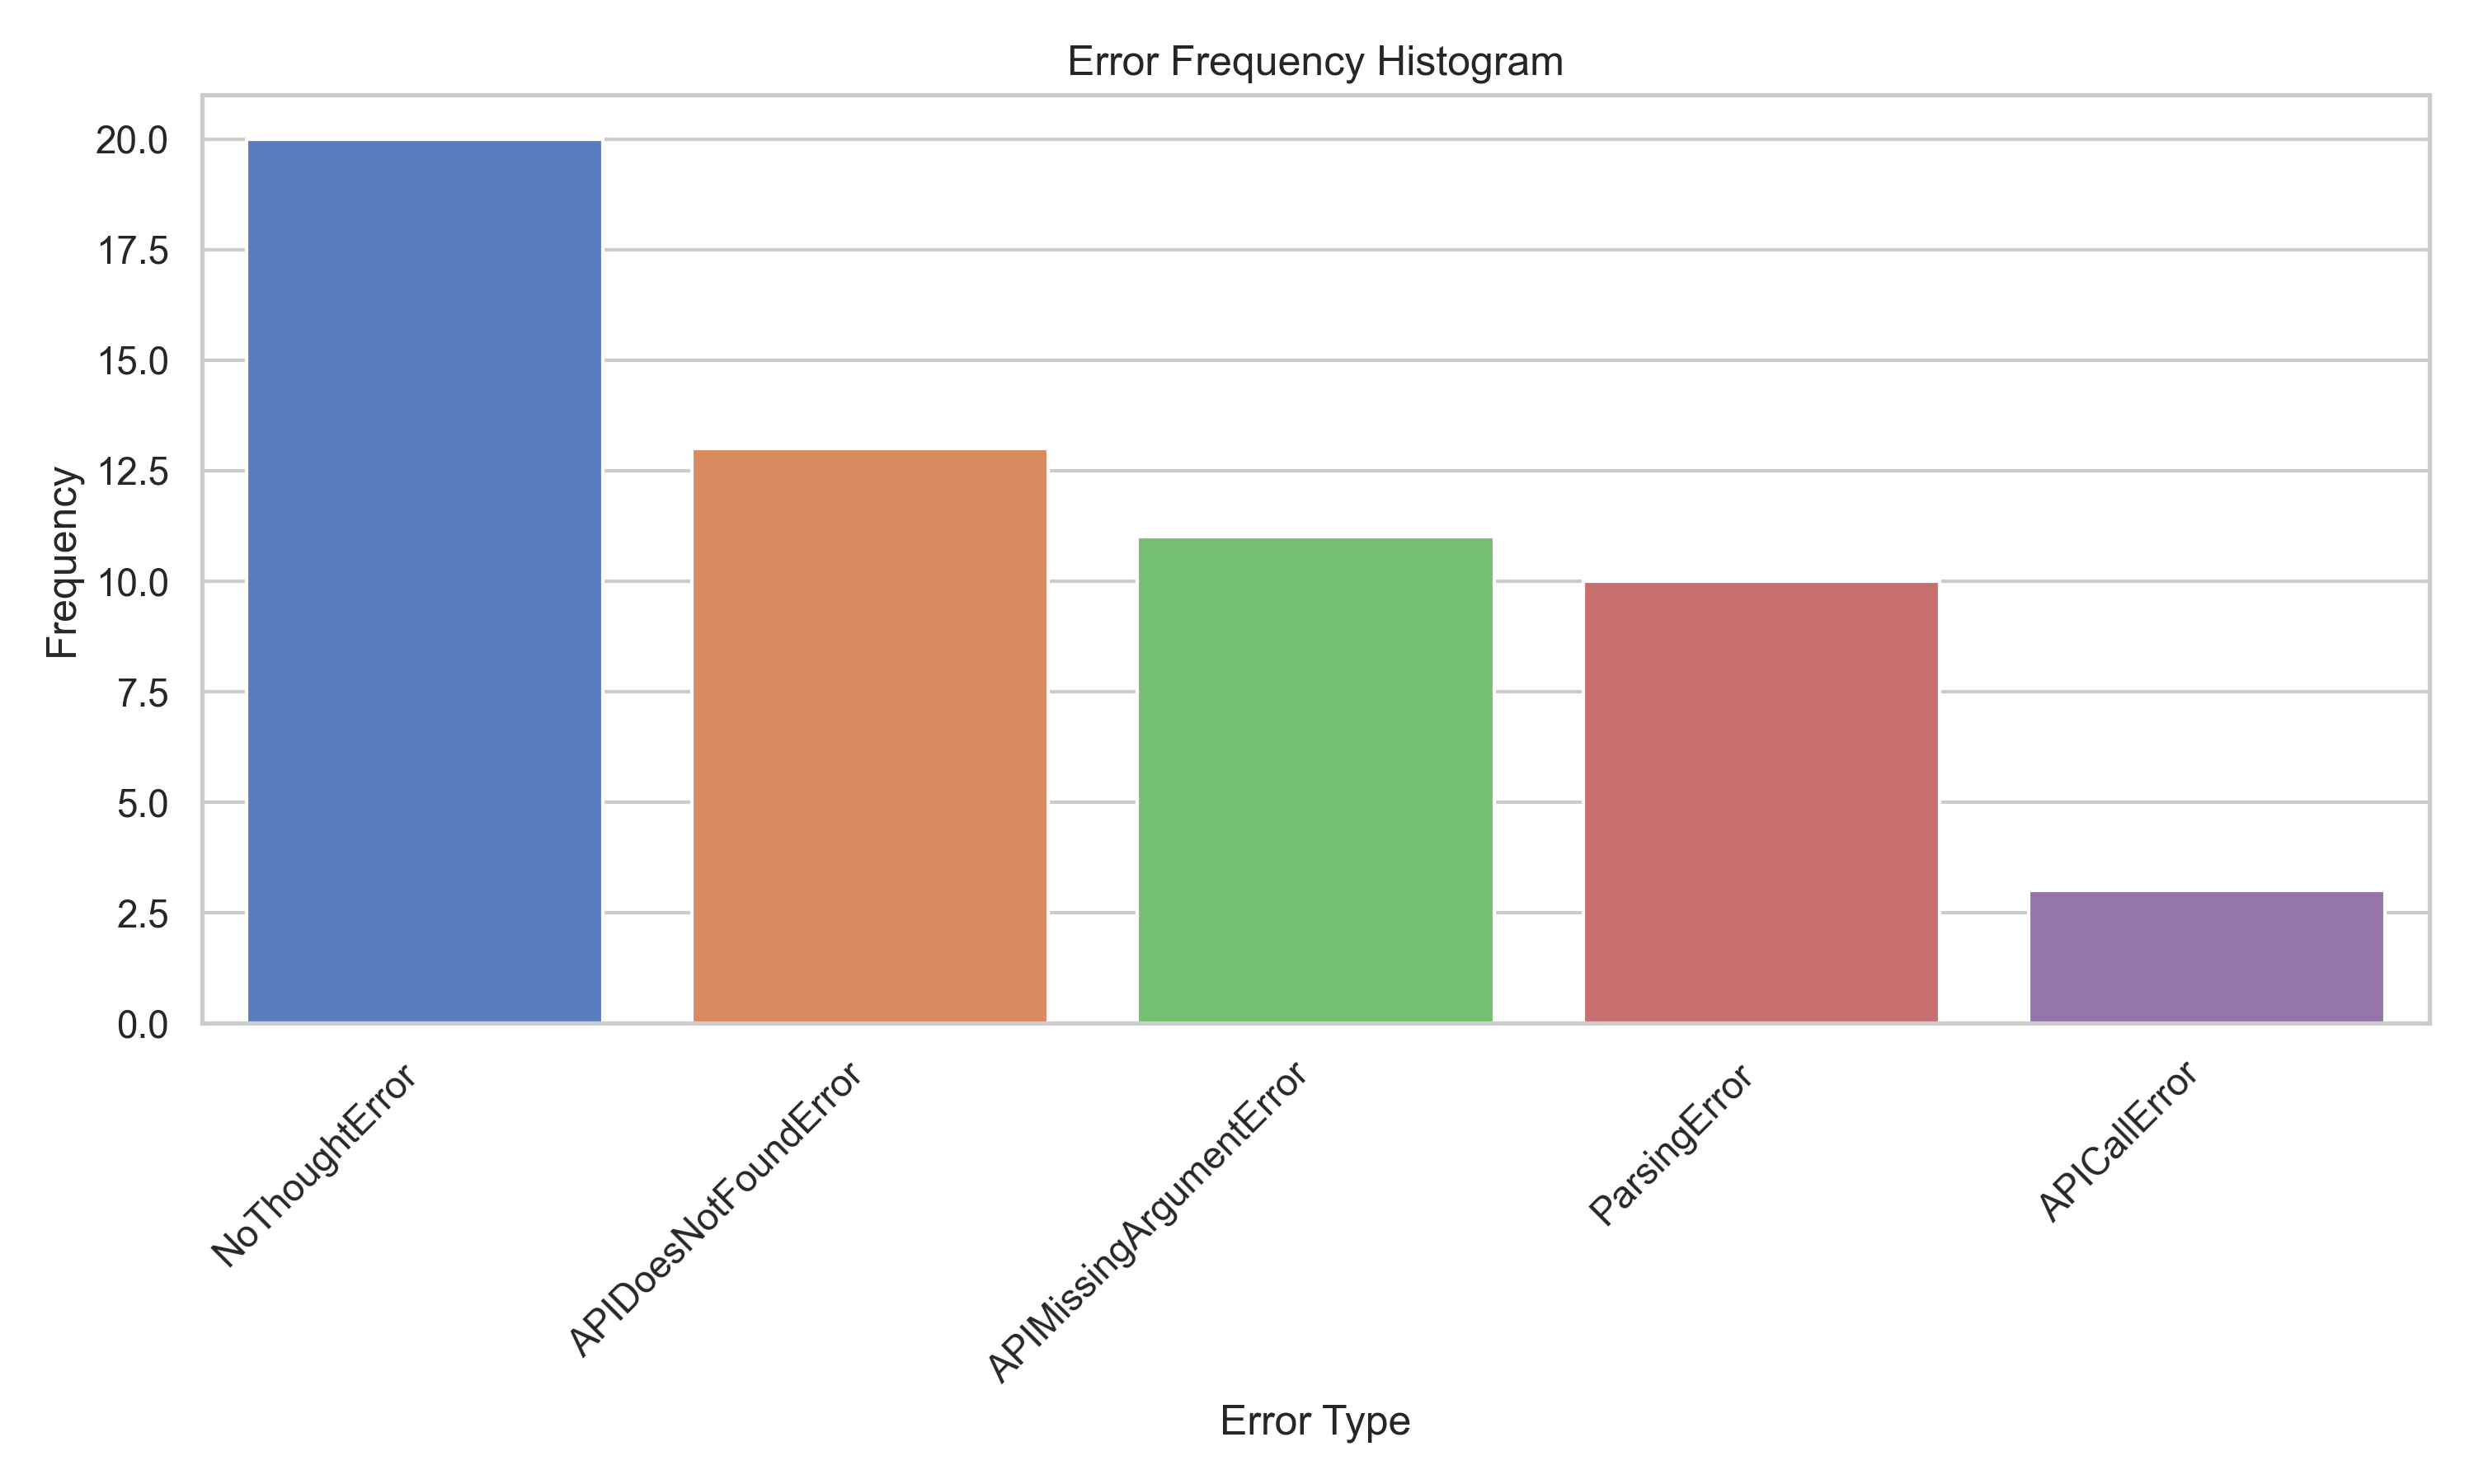 Error Frequency Histogram
Frequency
20.0
17.5
15.0
12.5
10.0
7.5
5.0
2.5
0.0
NoThoughtError
APIDoesNotFoundError
APIMissingArgumentError
ParsingError
APICallError
Error Type